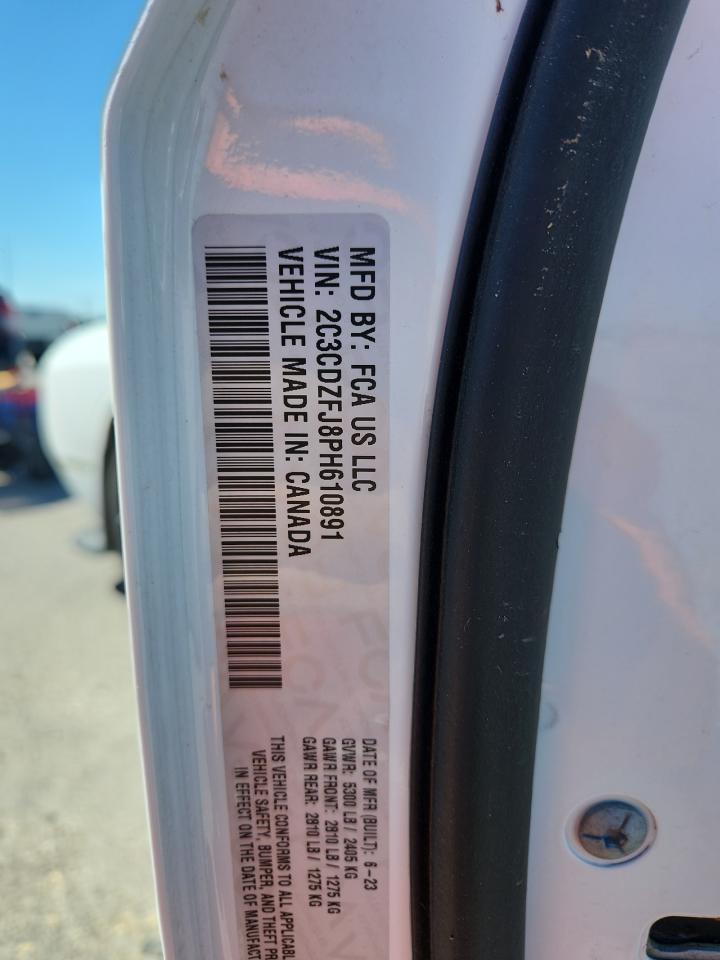 MFD BY: FCA US LLC
VIN: 2C3CDZFJ8PH610891
VEHICLE MADE IN: CANADA
DATE OF MFR (BUILT): 6-23
GVWR: 5300 LB / 2405 KG
GAWR FRONT: 2810 LB / 1275 KG
GAWR REAR: 2810 LB / 1275 KG
THIS VEHICLE CONFORMS TO ALL APPLICABL
VEHICLE SAFETY, BUMPER, AND THEFT PR
IN EFFECT ON THE DATE OF MANUFACT